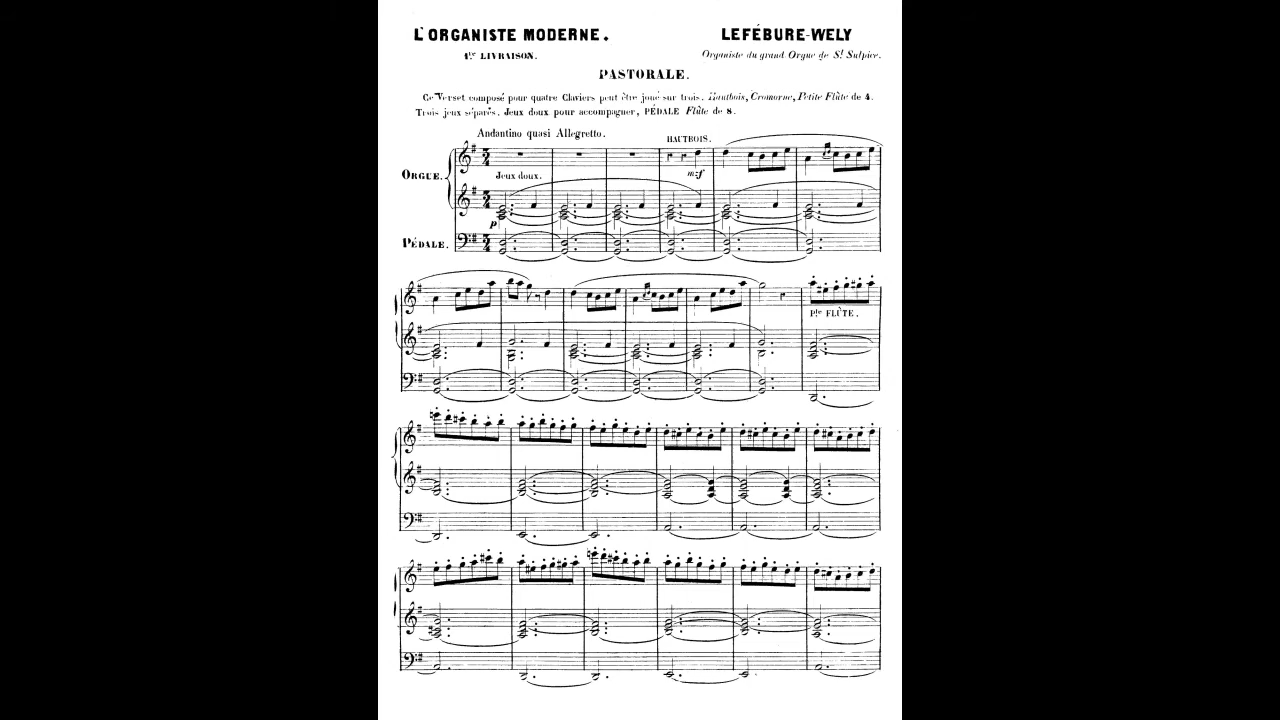 L'ORGANISTE MODERNE. LEFÉBURE-WELY
1re LIVRAISON. Organiste du grand Orgue de St Sulpice.
PASTORALE.
Ce Verset composé pour quatre Claviers peut être joué sur trois. Hautbois, Cromorne, Petite Flûte de 4.
Trois jeux séparés. Jeux doux pour accompagner, PÉDALE Flûte de 8.
Andantino quasi Allegretto.
HAUTBOIS.
mf
ORGUE.
Jeux doux.
p
PÉDALE.
pte FLÛTE.